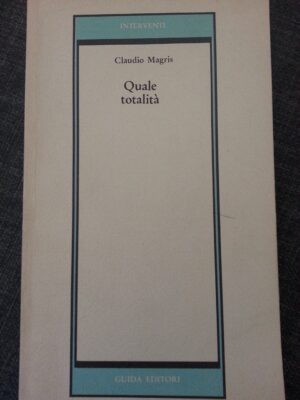 INTERVENTI
Claudio Magris
Quale
totalità
GUIDA EDITORI